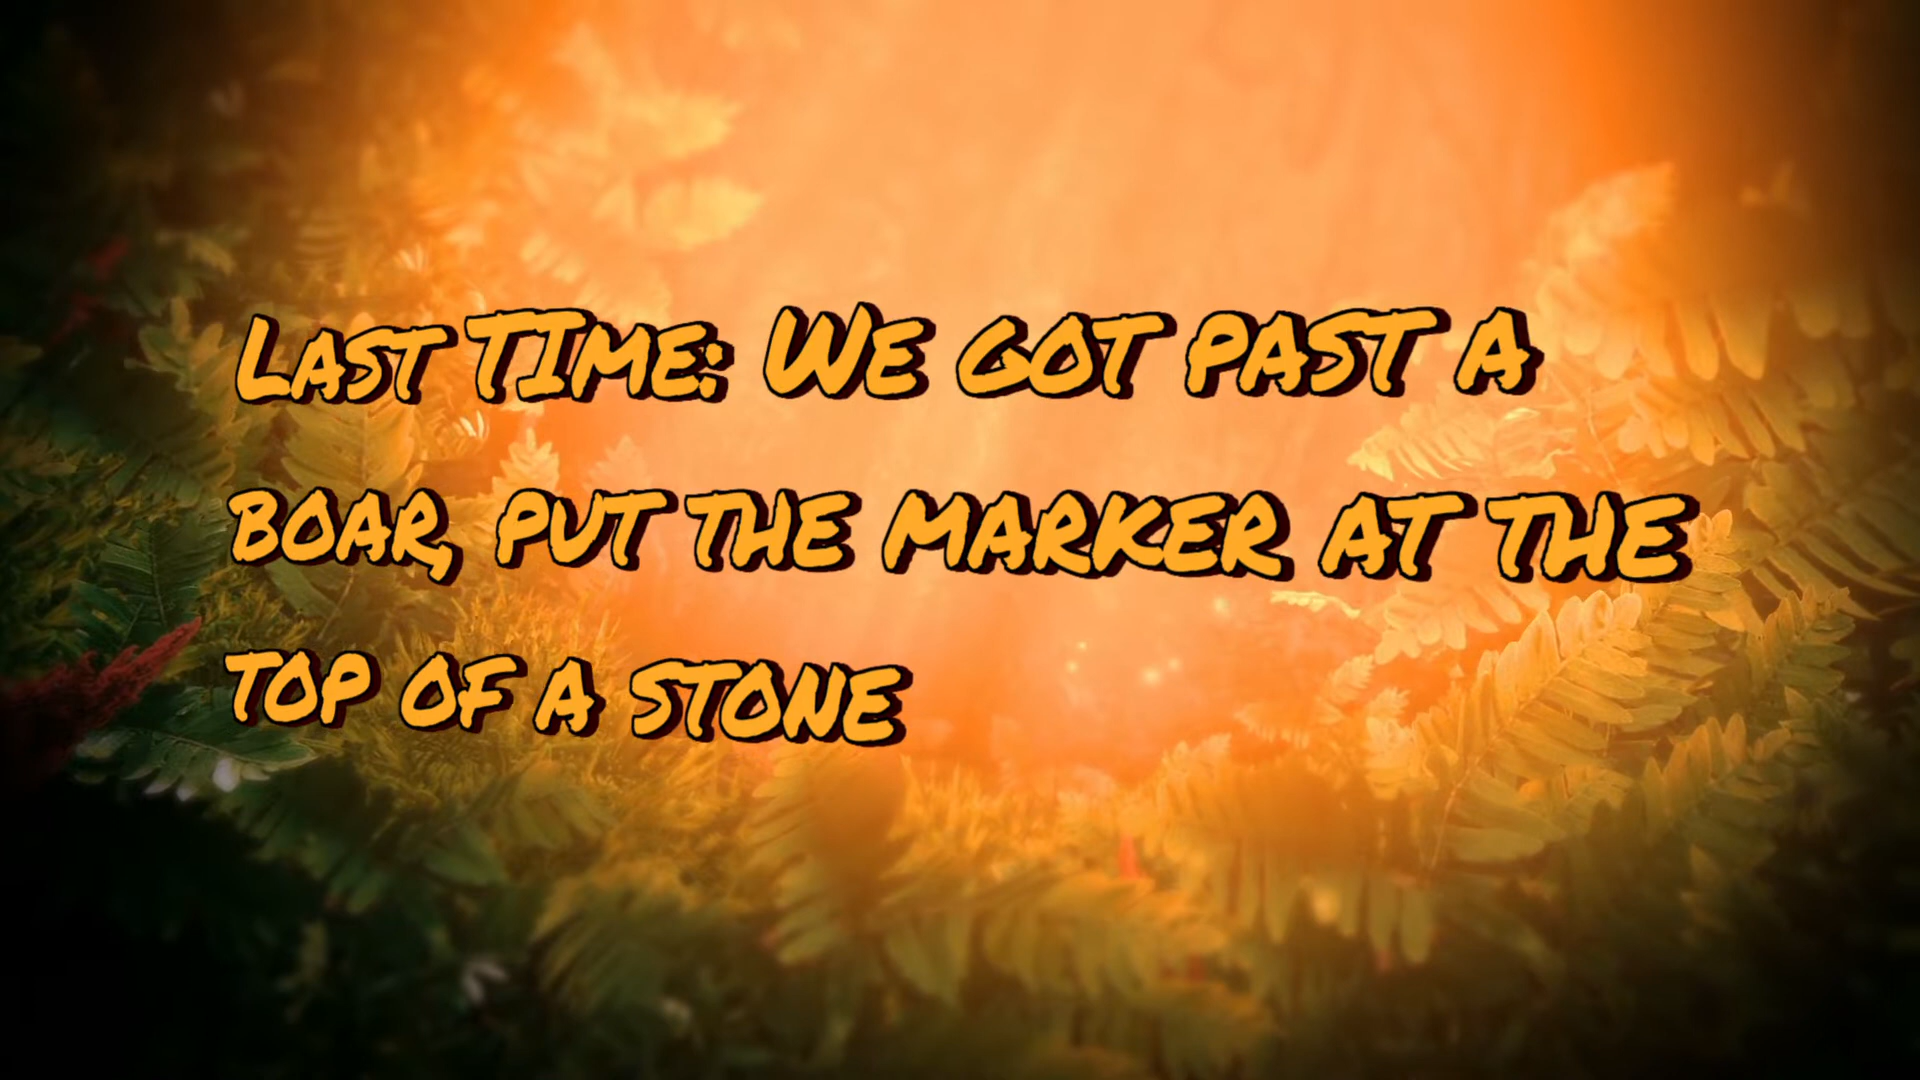 Last TIme: We got past a
boar, put the marker at the
top of a stone